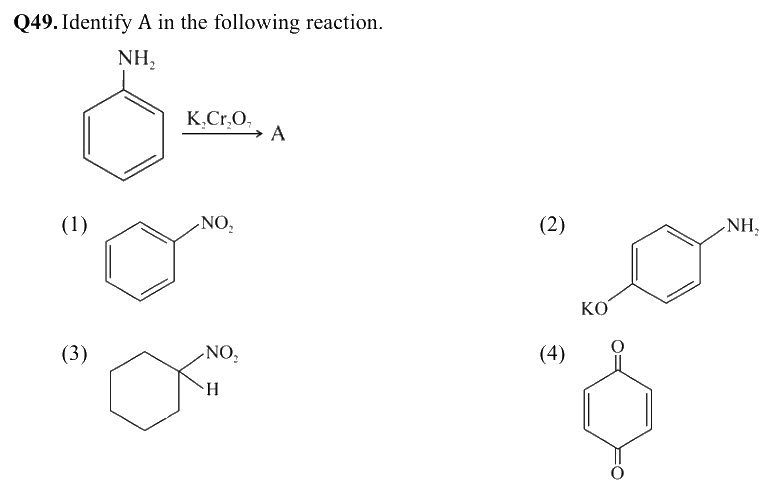 Q49. Identify A in the following reaction.
NH₂
K₂Cr₂O₇
A
(1)
NO₂
(2)
NH₂
KO
(3)
NO₂
H
(4)
O
O